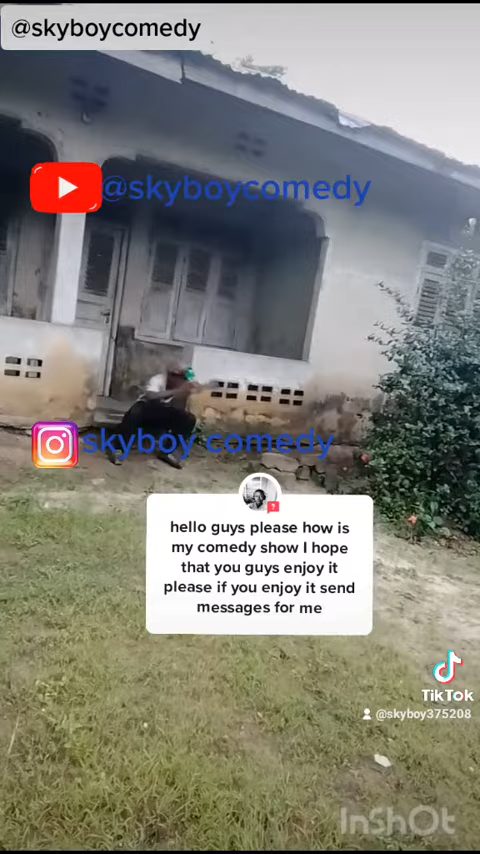 @skyboycomedy
@skyboycomedy
skyboy comedy
?
hello guys please how is
my comedy show I hope
that you guys enjoy it
please if you enjoy it send
messages for me
TikTok
@skyboy375208
InShOt